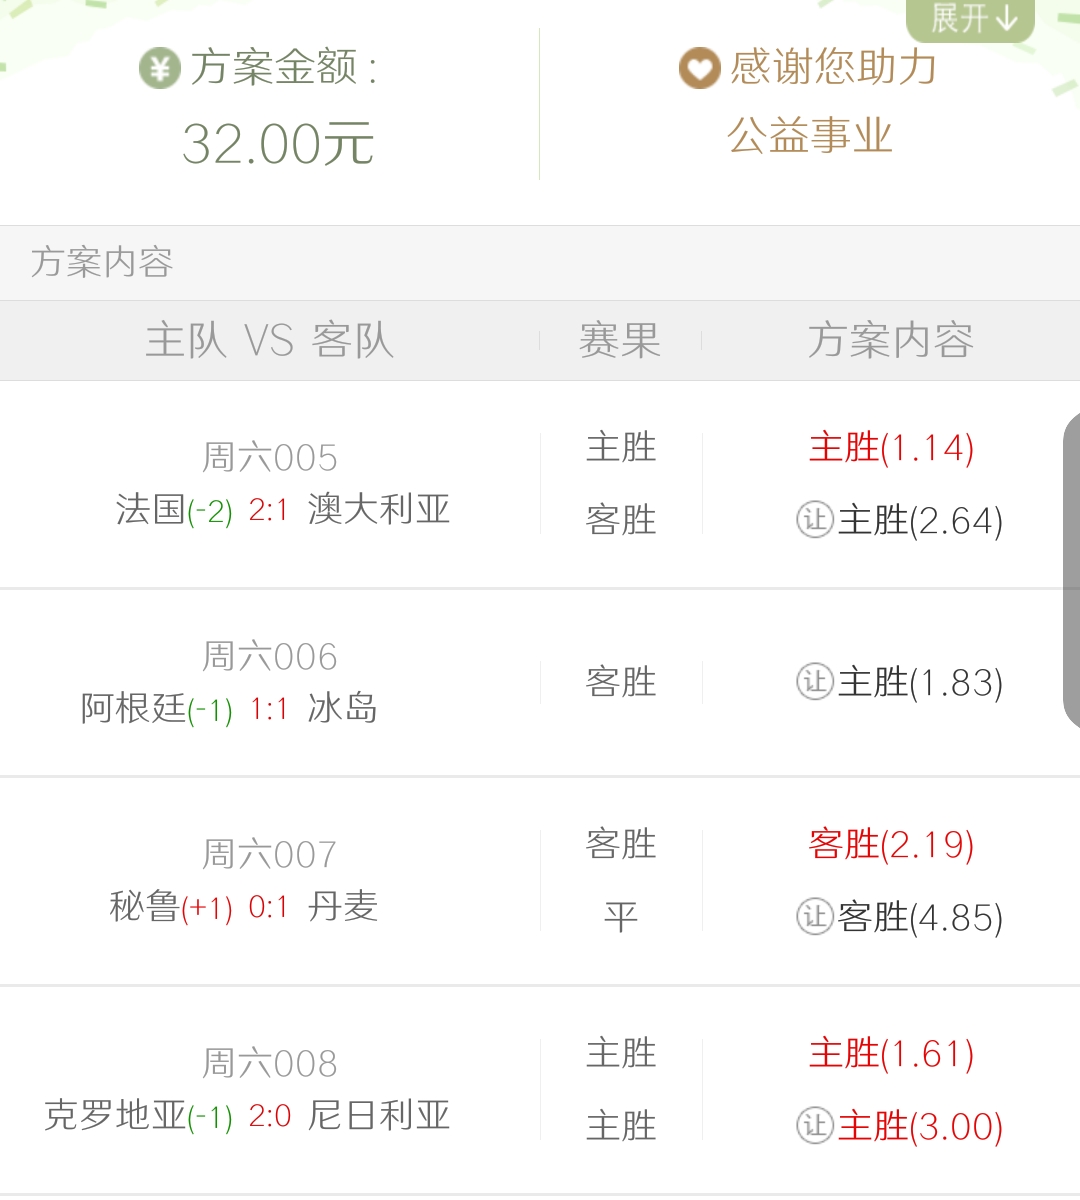 展开↓
¥ 方案金额：
32.00元
感谢您助力
公益事业
方案内容
主队 VS 客队 赛果 方案内容
周六005
法国(-2) 2:1 澳大利亚
主胜
客胜
主胜(1.14)
让主胜(2.64)
周六006
阿根廷(-1) 1:1 冰岛
客胜
让主胜(1.83)
周六007
秘鲁(+1) 0:1 丹麦
客胜
平
客胜(2.19)
让客胜(4.85)
周六008
克罗地亚(-1) 2:0 尼日利亚
主胜
主胜
主胜(1.61)
让主胜(3.00)